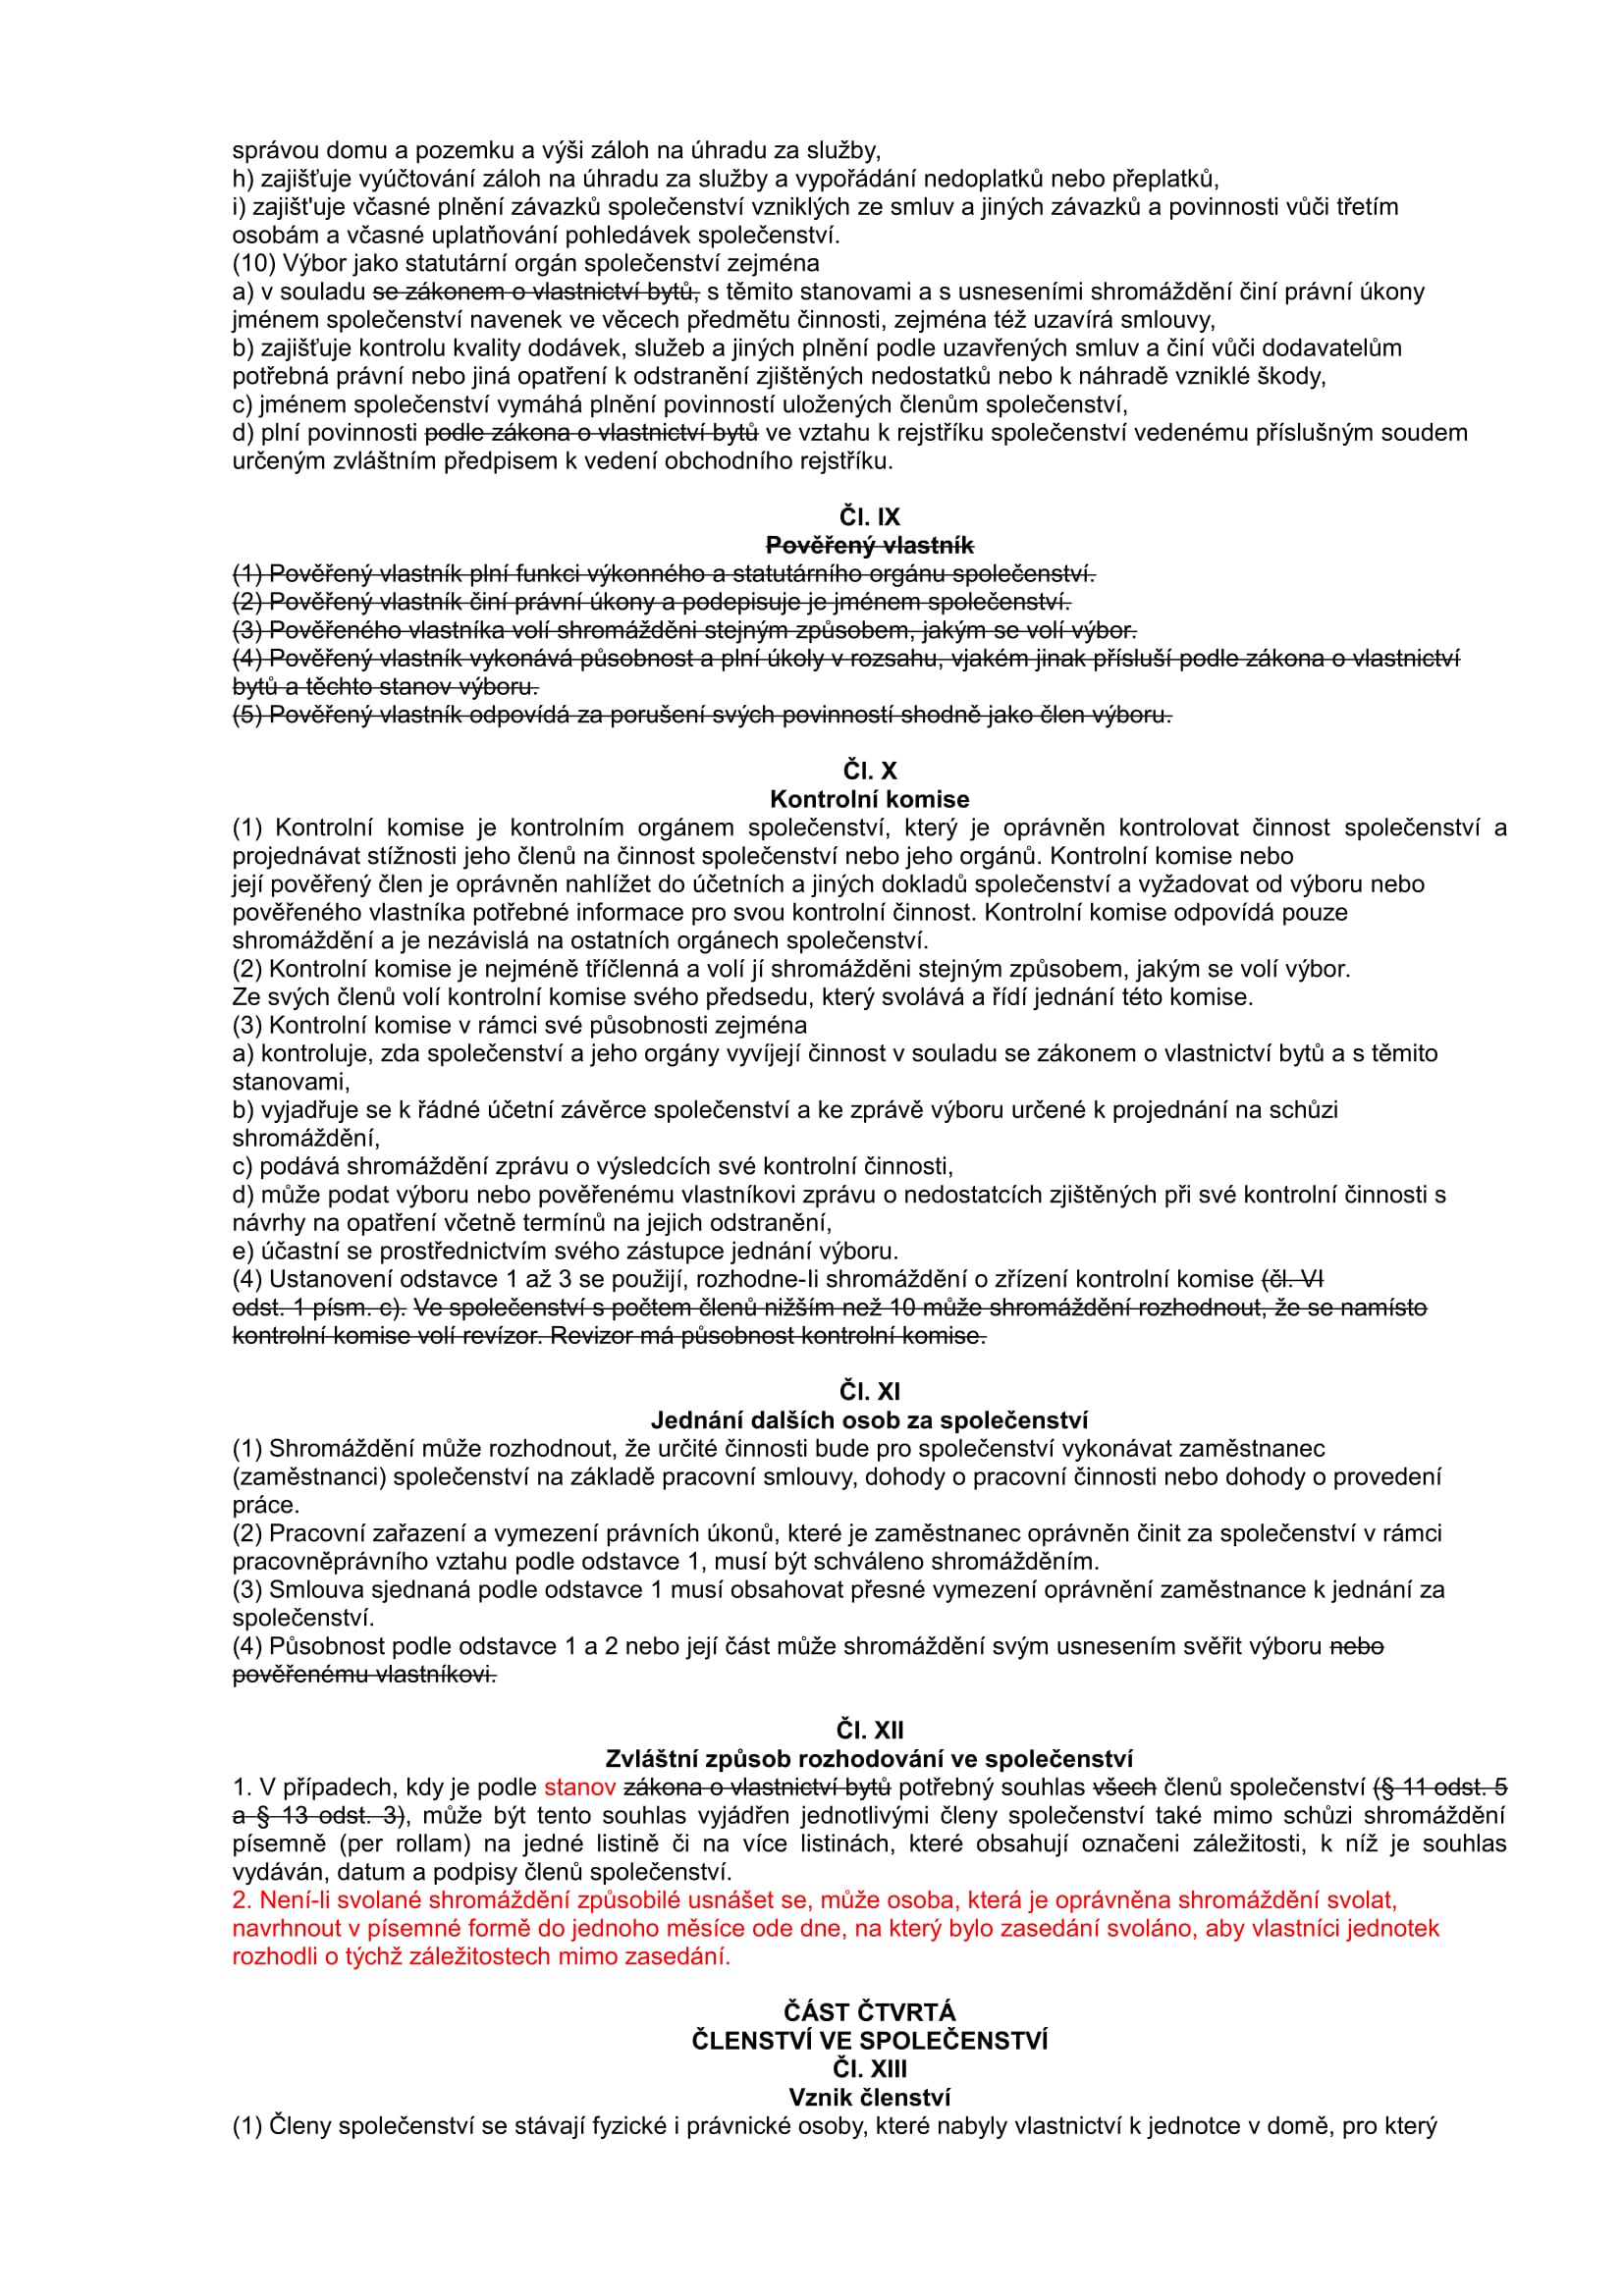 správou domu a pozemku a výši záloh na úhradu za služby,
h) zajišťuje vyúčtování záloh na úhradu za služby a vypořádání nedoplatků nebo přeplatků,
i) zajišt'uje včasné plnění závazků společenství vzniklých ze smluv a jiných závazků a povinnosti vůči třetím
osobám a včasné uplatňování pohledávek společenství.
(10) Výbor jako statutární orgán společenství zejména
a) v souladu se zákonem o vlastnictví bytů, s těmito stanovami a s usneseními shromáždění činí právní úkony
jménem společenství navenek ve věcech předmětu činnosti, zejména též uzavírá smlouvy,
b) zajišťuje kontrolu kvality dodávek, služeb a jiných plnění podle uzavřených smluv a činí vůči dodavatelům
potřebná právní nebo jiná opatření k odstranění zjištěných nedostatků nebo k náhradě vzniklé škody,
c) jménem společenství vymáhá plnění povinností uložených členům společenství,
d) plní povinnosti podle zákona o vlastnictví bytů ve vztahu k rejstříku společenství vedenému příslušným soudem
určeným zvláštním předpisem k vedení obchodního rejstříku.
Čl. IX
Pověřený vlastník
(1) Pověřený vlastník plní funkci výkonného a statutárního orgánu společenství.
(2) Pověřený vlastník činí právní úkony a podepisuje je jménem společenství.
(3) Pověřeného vlastníka volí shromážděni stejným způsobem, jakým se volí výbor.
(4) Pověřený vlastník vykonává působnost a plní úkoly v rozsahu, vjakém jinak přísluší podle zákona o vlastnictví
bytů a těchto stanov výboru.
(5) Pověřený vlastník odpovídá za porušení svých povinností shodně jako člen výboru.
Čl. X
Kontrolní komise
(1) Kontrolní komise je kontrolním orgánem společenství, který je oprávněn kontrolovat činnost společenství a
projednávat stížnosti jeho členů na činnost společenství nebo jeho orgánů. Kontrolní komise nebo
její pověřený člen je oprávněn nahlížet do účetních a jiných dokladů společenství a vyžadovat od výboru nebo
pověřeného vlastníka potřebné informace pro svou kontrolní činnost. Kontrolní komise odpovídá pouze
shromáždění a je nezávislá na ostatních orgánech společenství.
(2) Kontrolní komise je nejméně tříčlenná a volí jí shromážděni stejným způsobem, jakým se volí výbor.
Ze svých členů volí kontrolní komise svého předsedu, který svolává a řídí jednání této komise.
(3) Kontrolní komise v rámci své působnosti zejména
a) kontroluje, zda společenství a jeho orgány vyvíjejí činnost v souladu se zákonem o vlastnictví bytů a s těmito
stanovami,
b) vyjadřuje se k řádné účetní závěrce společenství a ke zprávě výboru určené k projednání na schůzi
shromáždění,
c) podává shromáždění zprávu o výsledcích své kontrolní činnosti,
d) může podat výboru nebo pověřenému vlastníkovi zprávu o nedostatcích zjištěných při své kontrolní činnosti s
návrhy na opatření včetně termínů na jejich odstranění,
e) účastní se prostřednictvím svého zástupce jednání výboru.
(4) Ustanovení odstavce 1 až 3 se použijí, rozhodne-li shromáždění o zřízení kontrolní komise (čl. VI
odst. 1 písm. c). Ve společenství s počtem členů nižším než 10 může shromáždění rozhodnout, že se namísto
kontrolní komise volí revízor. Revizor má působnost kontrolní komise.
Čl. XI
Jednání dalších osob za společenství
(1) Shromáždění může rozhodnout, že určité činnosti bude pro společenství vykonávat zaměstnanec
(zaměstnanci) společenství na základě pracovní smlouvy, dohody o pracovní činnosti nebo dohody o provedení
práce.
(2) Pracovní zařazení a vymezení právních úkonů, které je zaměstnanec oprávněn činit za společenství v rámci
pracovněprávního vztahu podle odstavce 1, musí být schváleno shromážděním.
(3) Smlouva sjednaná podle odstavce 1 musí obsahovat přesné vymezení oprávnění zaměstnance k jednání za
společenství.
(4) Působnost podle odstavce 1 a 2 nebo její část může shromáždění svým usnesením svěřit výboru nebo
pověřenému vlastníkovi.
Čl. XII
Zvláštní způsob rozhodování ve společenství
1. V případech, kdy je podle stanov zákona o vlastnictví bytů potřebný souhlas všech členů společenství (§ 11 odst. 5
a § 13 odst. 3), může být tento souhlas vyjádřen jednotlivými členy společenství také mimo schůzi shromáždění
písemně (per rollam) na jedné listině či na více listinách, které obsahují označeni záležitosti, k níž je souhlas
vydáván, datum a podpisy členů společenství.
2. Není-li svolané shromáždění způsobilé usnášet se, může osoba, která je oprávněna shromáždění svolat,
navrhnout v písemné formě do jednoho měsíce ode dne, na který bylo zasedání svoláno, aby vlastníci jednotek
rozhodli o týchž záležitostech mimo zasedání.
ČÁST ČTVRTÁ
ČLENSTVÍ VE SPOLEČENSTVÍ
Čl. XIII
Vznik členství
(1) Členy společenství se stávají fyzické i právnické osoby, které nabyly vlastnictví k jednotce v domě, pro který